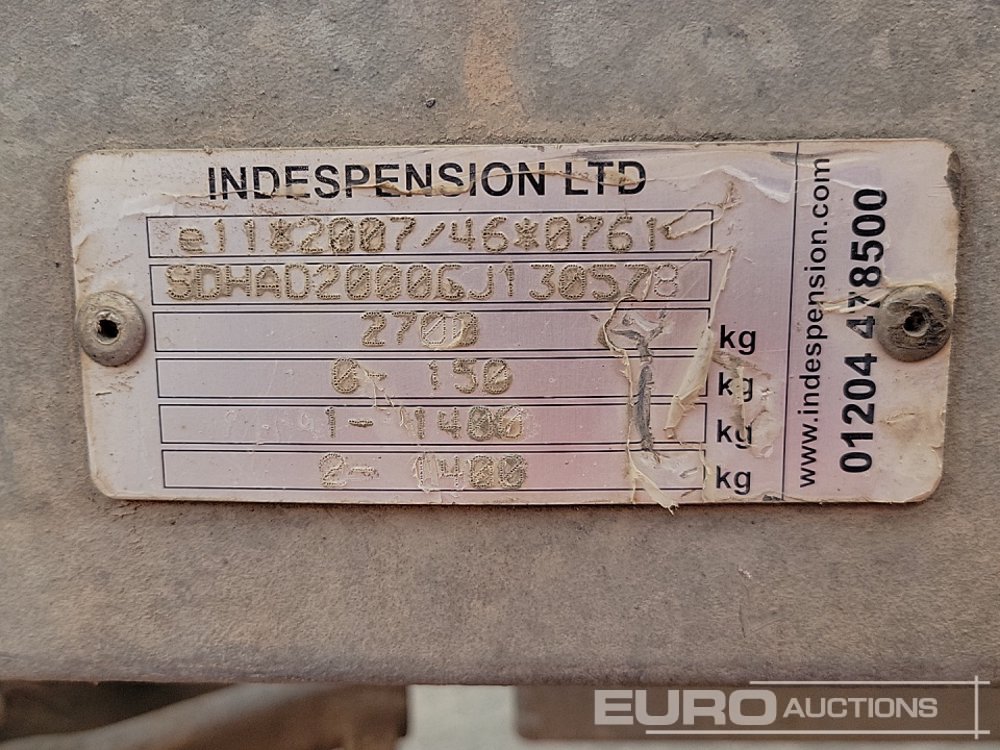 INDESPENSION LTD
e11*2007/46*0761
SDHAD2000GJ130578
2700 kg
0- 150 kg
1- 1400 kg
2- 1400 kg
www.indespension.com
01204 478500
EURO AUCTIONS